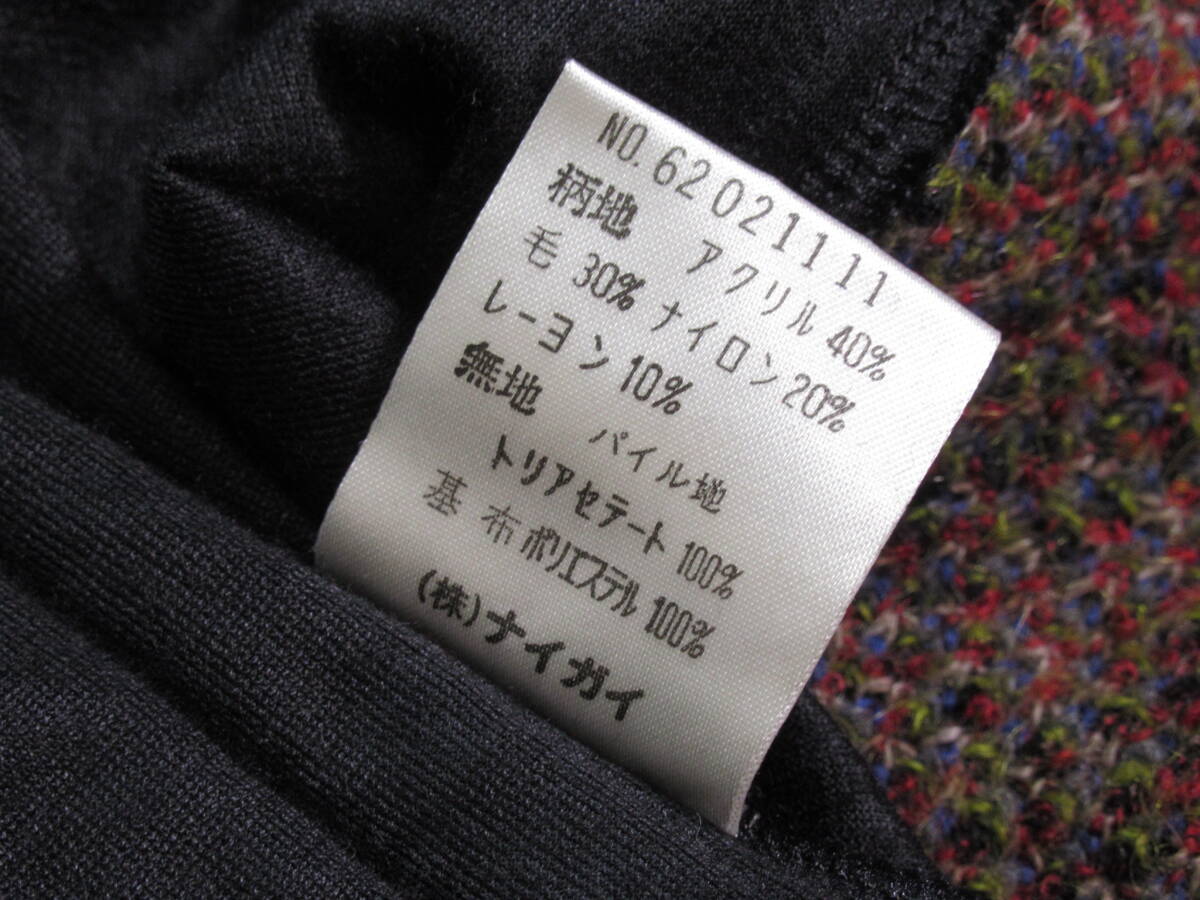 NO.62021111
柄地 アクリル 40%
毛 30% ナイロン 20%
レーヨン 10%
無地 パイル地
トリアセテート 100%
基布 ポリエステル 100%
(株)ナイガイ